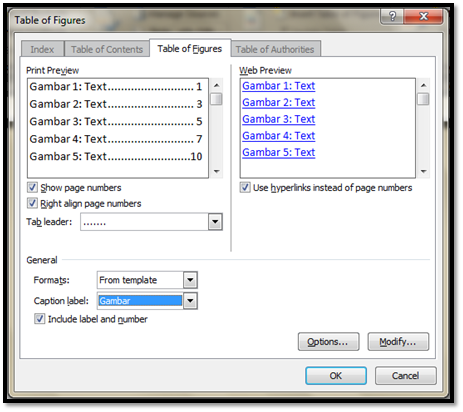 Table of Figures
Index
Table of Contents
Table of Figures
Table of Authorities
Print Preview
Gambar 1: Text.......................... 1
Gambar 2: Text.......................... 3
Gambar 3: Text.......................... 5
Gambar 4: Text.......................... 7
Gambar 5: Text.........................10
Show page numbers
Right align page numbers
Tab leader: .......
Web Preview
Gambar 1: Text
Gambar 2: Text
Gambar 3: Text
Gambar 4: Text
Gambar 5: Text
Use hyperlinks instead of page numbers
General
Formats: From template
Caption label: Gambar
Include label and number
Options... Modify...
OK Cancel